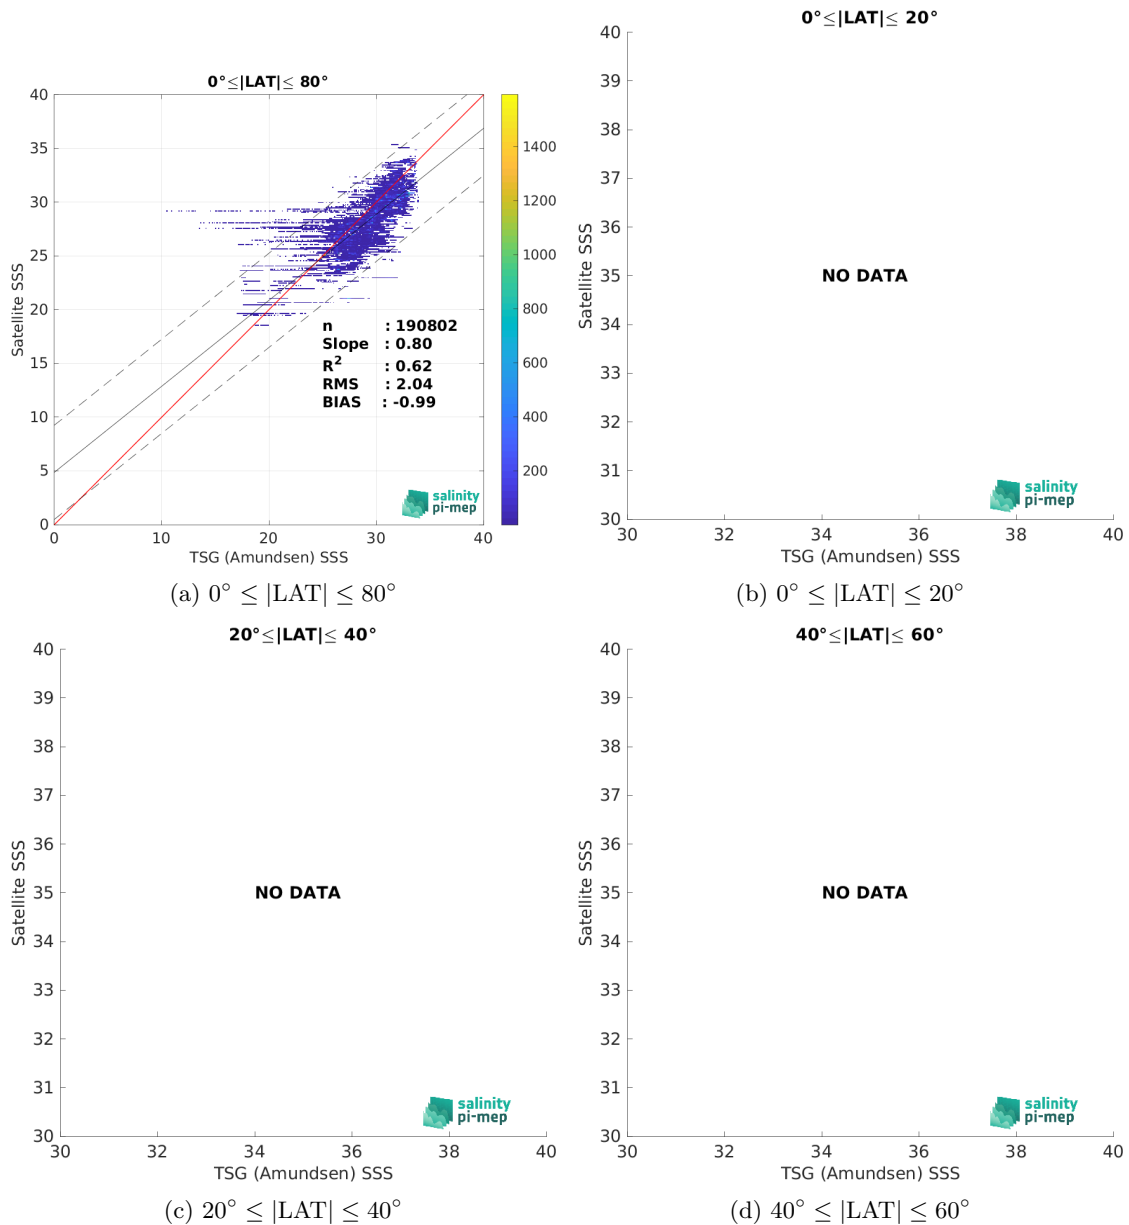 0°≤|LAT|≤ 80°
40
35
30
25
20
15
10
5
0
0
10
20
30
40
Satellite SSS
TSG (Amundsen) SSS
1400
1200
1000
800
600
400
200
n : 190802
Slope : 0.80
R² : 0.62
RMS : 2.04
BIAS : -0.99
salinity
pi-mep
(a) 0° ≤ |LAT| ≤ 80°
0°≤|LAT|≤ 20°
40
39
38
37
36
35
34
33
32
31
30
30
32
34
36
38
40
Satellite SSS
NO DATA
TSG (Amundsen) SSS
salinity
pi-mep
(b) 0° ≤ |LAT| ≤ 20°
20°≤|LAT|≤ 40°
40
39
38
37
36
35
34
33
32
31
30
30
32
34
36
38
40
Satellite SSS
NO DATA
TSG (Amundsen) SSS
salinity
pi-mep
(c) 20° ≤ |LAT| ≤ 40°
40°≤|LAT|≤ 60°
40
39
38
37
36
35
34
33
32
31
30
30
32
34
36
38
40
Satellite SSS
NO DATA
TSG (Amundsen) SSS
salinity
pi-mep
(d) 40° ≤ |LAT| ≤ 60°